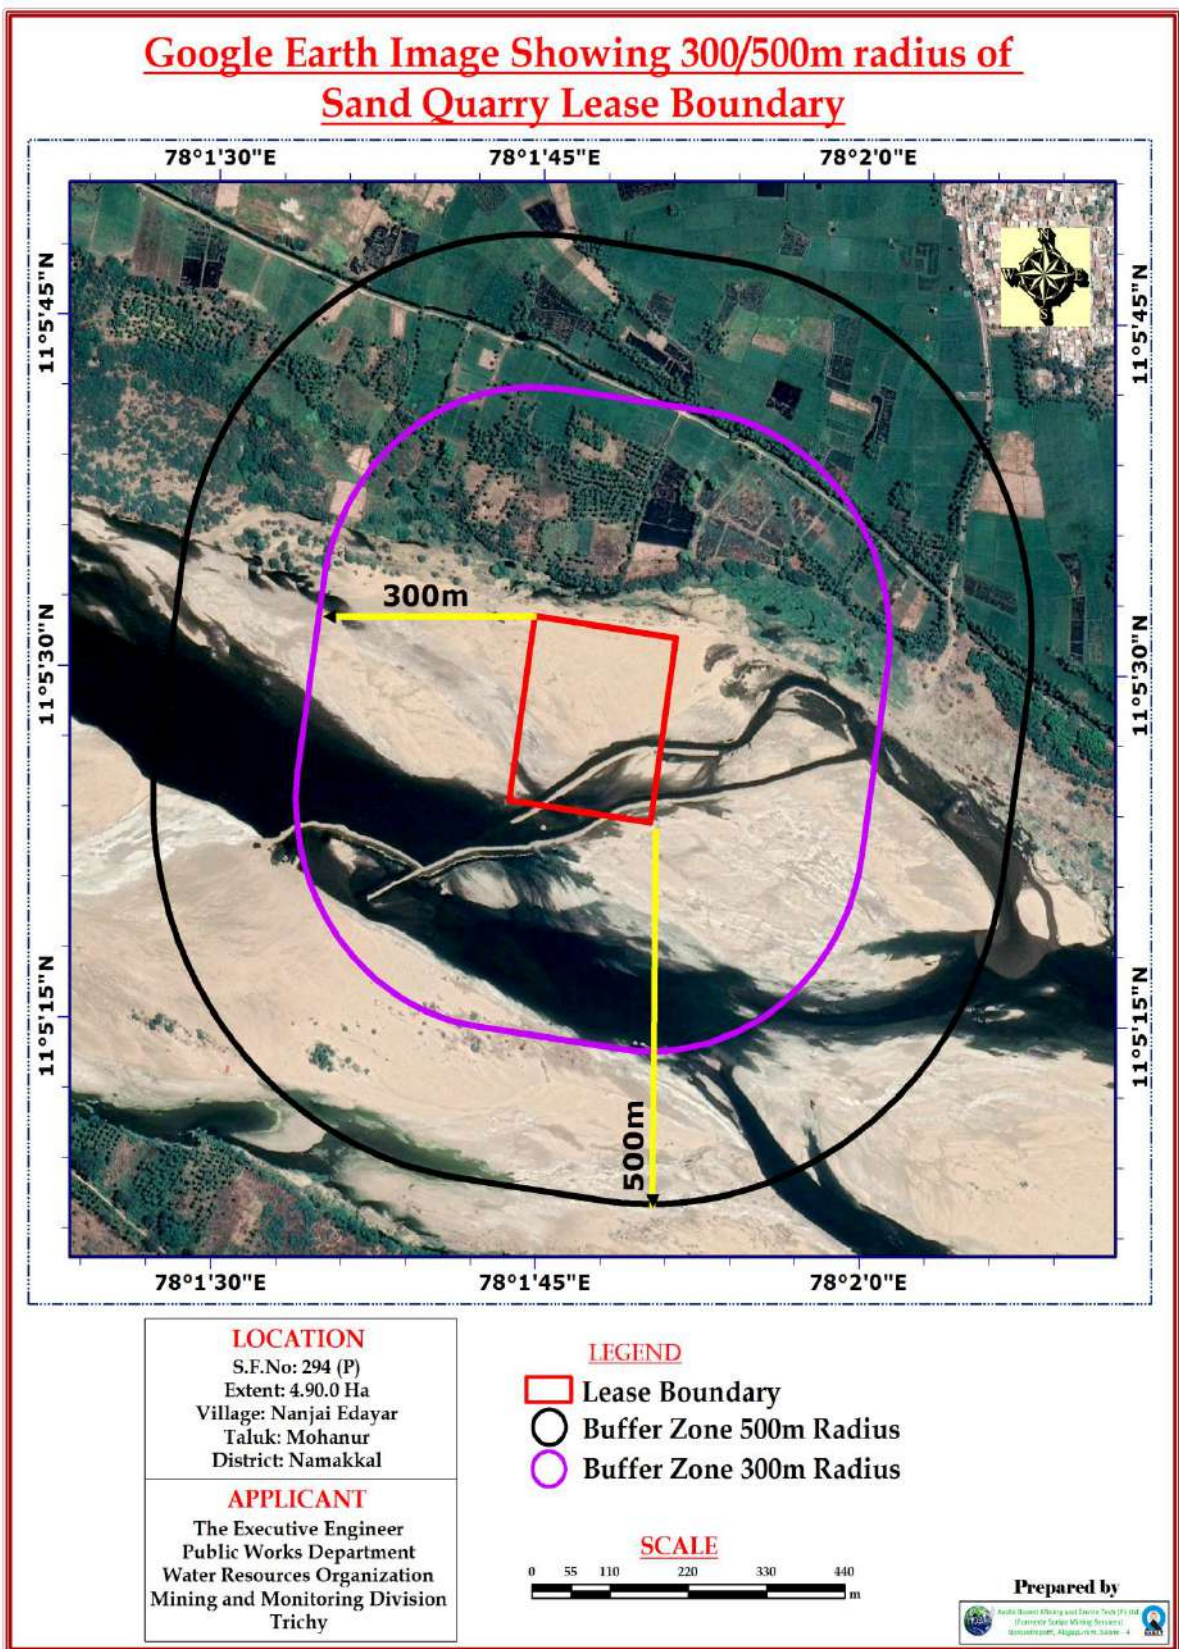 Google Earth Image Showing 300/500m radius of
Sand Quarry Lease Boundary
78°1'30"E 78°1'45"E 78°2'0"E
11°5'45"N
11°5'45"N
N
S
300m
11°5'30"N
11°5'30"N
11°5'15"N
11°5'15"N
500m
78°1'30"E 78°1'45"E 78°2'0"E
LOCATION
S.F.No: 294 (P)
Extent: 4.90.0 Ha
Village: Nanjai Edayar
Taluk: Mohanur
District: Namakkal
APPLICANT
The Executive Engineer
Public Works Department
Water Resources Organization
Mining and Monitoring Division
Trichy
LEGEND
Lease Boundary
Buffer Zone 500m Radius
Buffer Zone 300m Radius
SCALE
0 55 110 220 330 440
m
Prepared by
Mining and Enviro Tech (P) Ltd